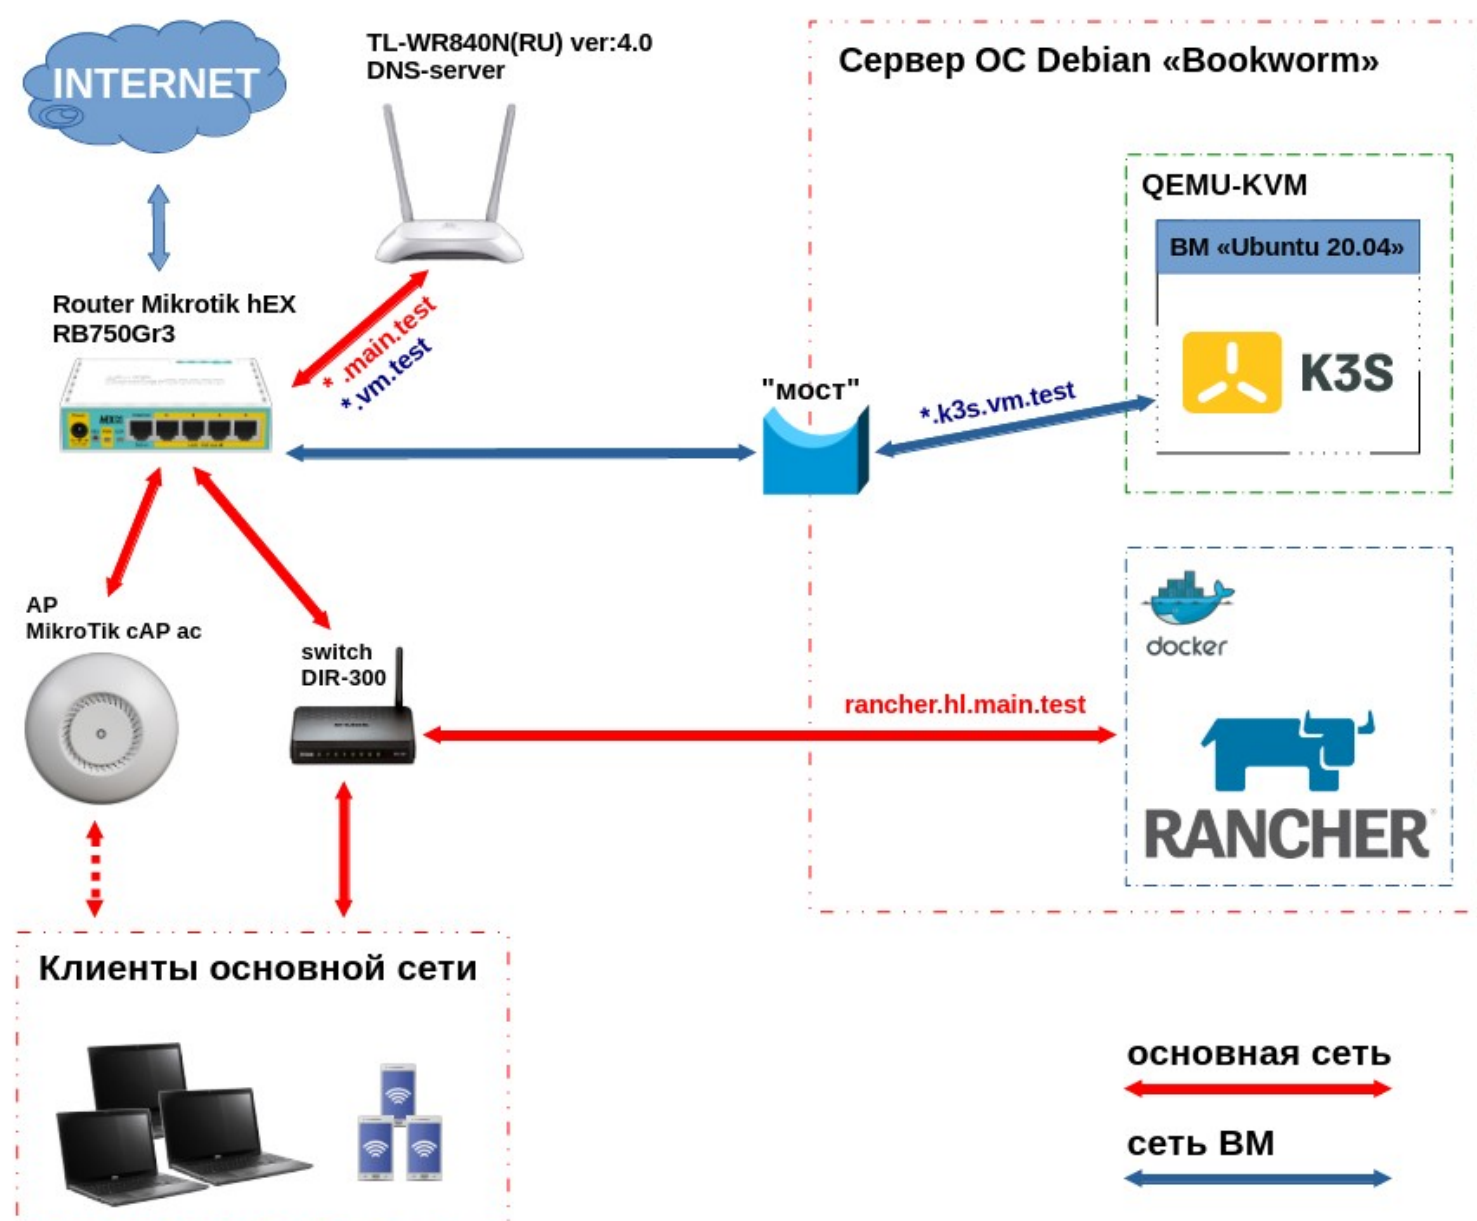 INTERNET
TL-WR840N(RU) ver:4.0
DNS-server
Сервер ОС Debian «Bookworm»
QEMU-KVM
ВМ «Ubuntu 20.04»
K3S
Router Mikrotik hEX
RB750Gr3
* .main.test
*.vm.test
"мост"
*.k3s.vm.test
AP
MikroTik cAP ac
switch
DIR-300
docker
rancher.hl.main.test
RANCHER
Клиенты основной сети
основная сеть
сеть ВМ